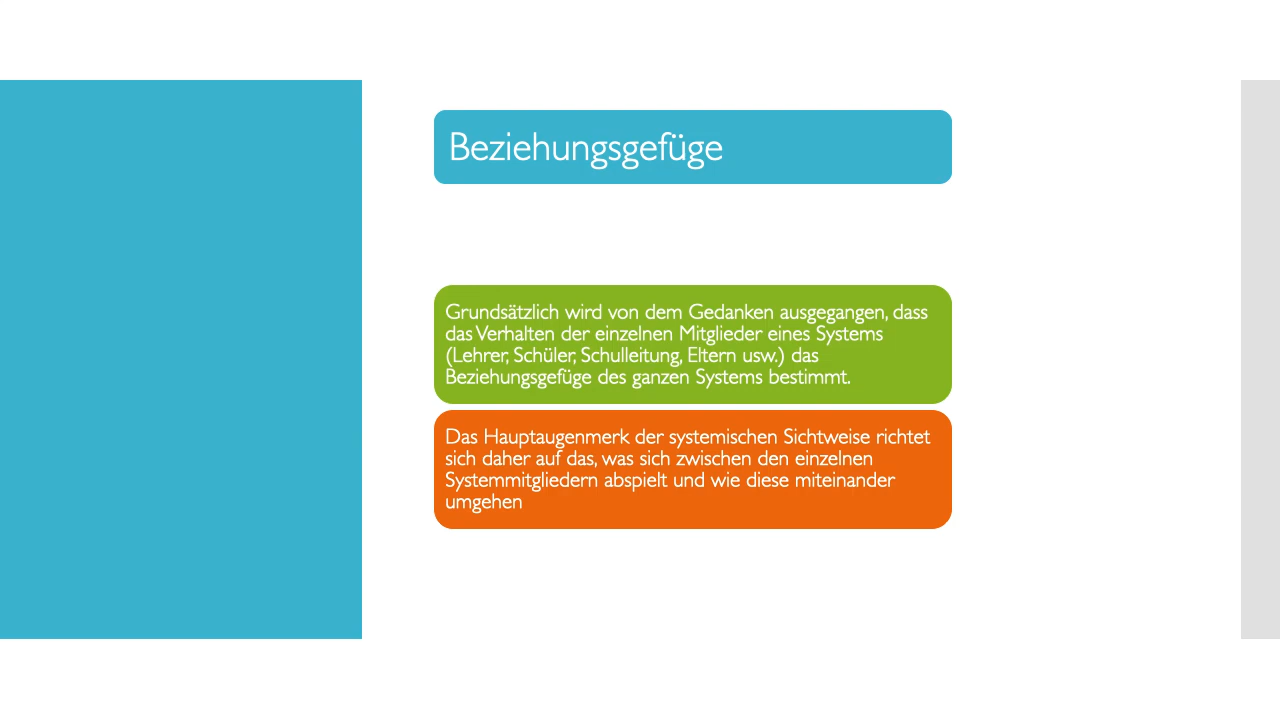 Beziehungsgefüge
Grundsätzlich wird von dem Gedanken ausgegangen, dass
das Verhalten der einzelnen Mitglieder eines Systems
(Lehrer, Schüler, Schulleitung, Eltern usw.) das
Beziehungsgefüge des ganzen Systems bestimmt.
Das Hauptaugenmerk der systemischen Sichtweise richtet
sich daher auf das, was sich zwischen den einzelnen
Systemmitgliedern abspielt und wie diese miteinander
umgehen